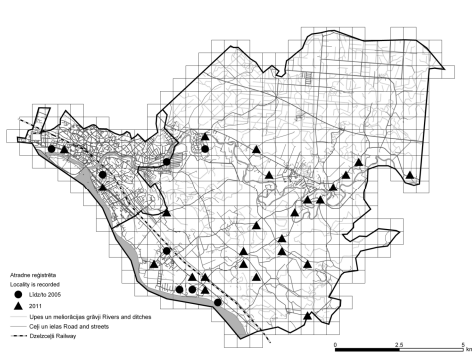 Atradne reģistrēta
Locality is recorded
Līdz/to 2005
2011
Upes un meliorācijas grāvji Rivers and ditches
Ceļi un ielas Road and streets
Dzelzceļš Railway
0 2.5 5
km